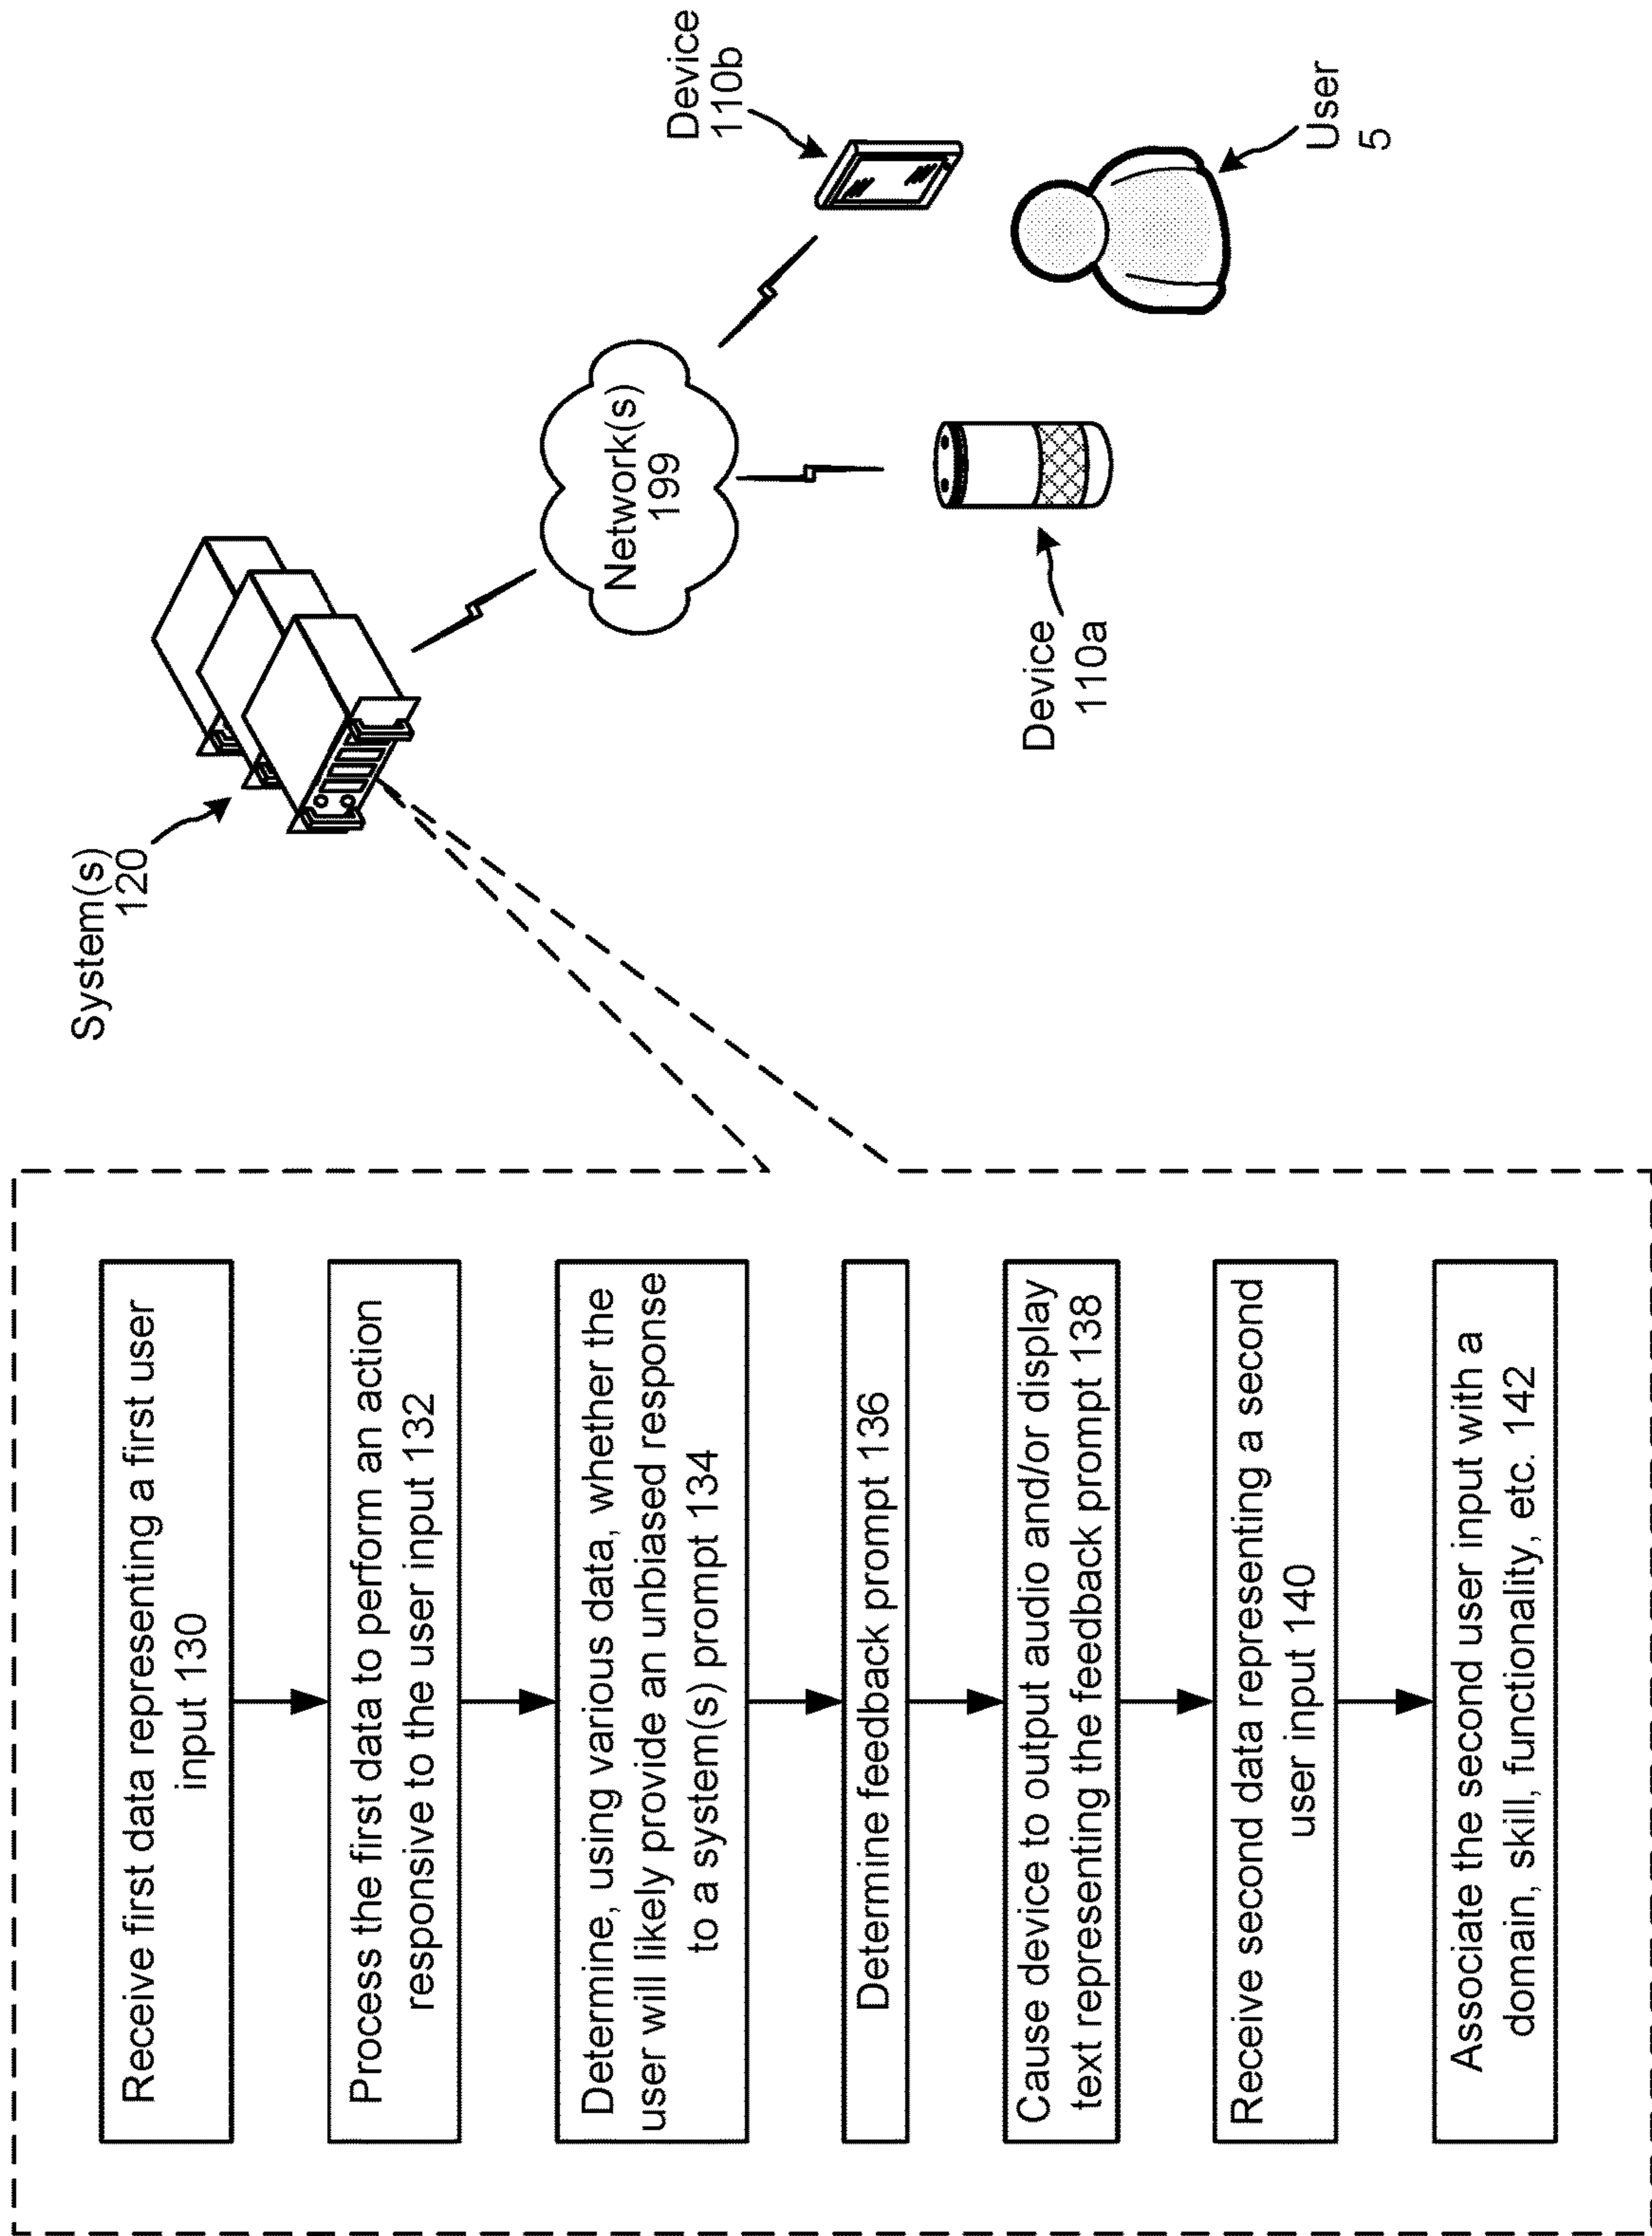 System(s)
120
Network(s)
199
Device
110b
Device
110a
User
5
Receive first data representing a first user
input 130
Process the first data to perform an action
responsive to the user input 132
Determine, using various data, whether the
user will likely provide an unbiased response
to a system(s) prompt 134
Determine feedback prompt 136
Cause device to output audio and/or display
text representing the feedback prompt 138
Receive second data representing a second
user input 140
Associate the second user input with a
domain, skill, functionality, etc. 142